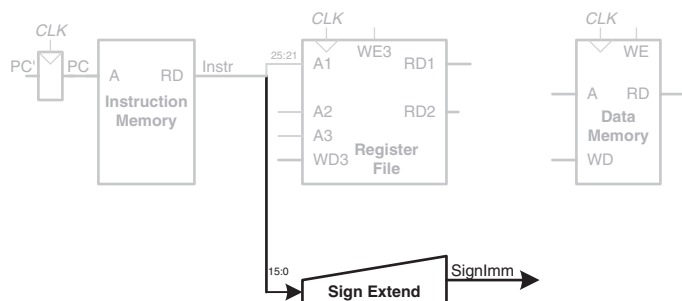 CLK
CLK
CLK
PC'
PC
A
RD
Instr
25:21
A1
WE3
RD1
WE
Instruction
Memory
A2
RD2
A
RD
A3
Data
Memory
WD3
Register
File
WD
15:0
SignImm
Sign Extend